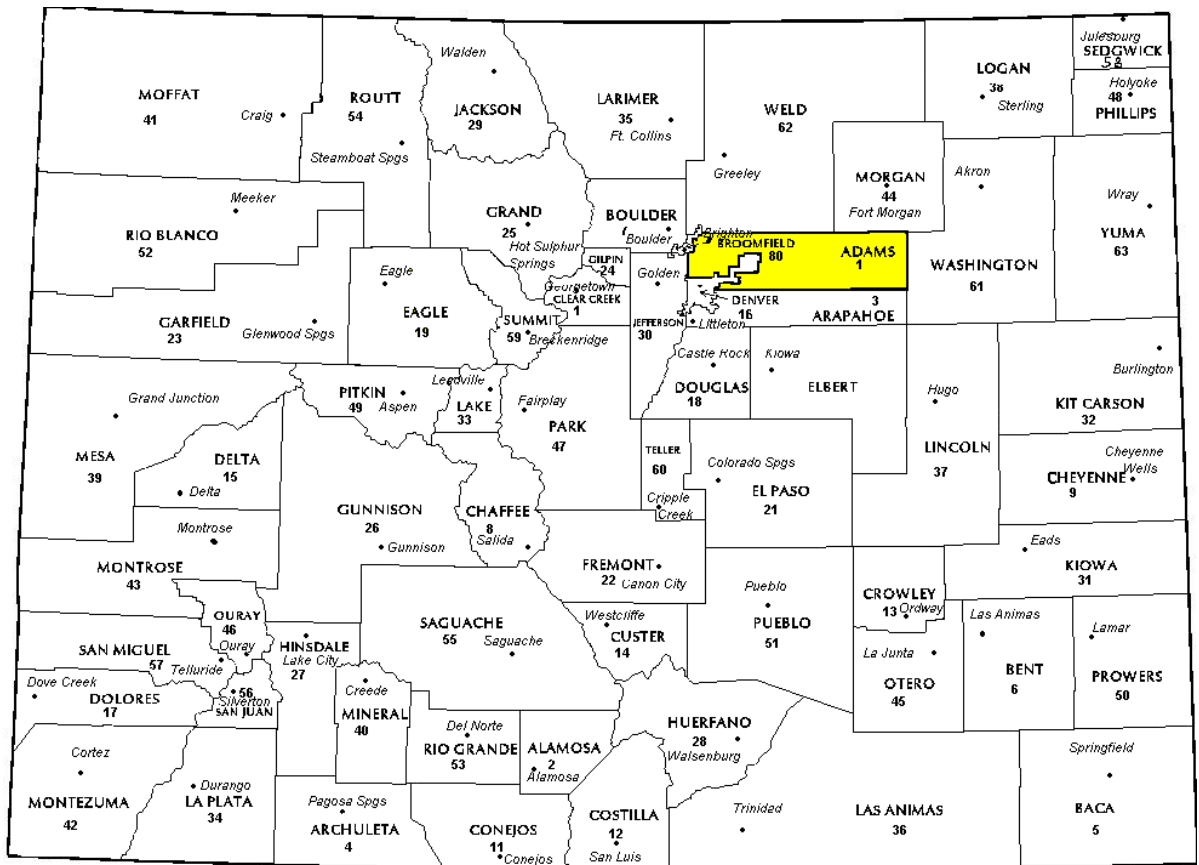 Julesburg
SEDGWICK
58
Walden
LOGAN
38
Sterling
Holyoke
48
PHILLIPS
MOFFAT
41
Craig
ROUTT
54
Steamboat Spgs
JACKSON
29
LARIMER
35
Ft. Collins
WELD
62
Greeley
MORGAN
44
Fort Morgan
Akron
Wray
YUMA
63
Meeker
RIO BLANCO
52
GRAND
25
Hot Sulphur
Springs
BOULDER
Boulder
Brighton
BROOMFIELD
80
ADAMS
1
WASHINGTON
61
GILPIN
24
Golden
Eagle
EAGLE
19
Georgetown
CLEAR CREEK
1
DENVER
16
3
ARAPAHOE
GARFIELD
23
Glenwood Spgs
SUMMIT
59
Breckenridge
JEFFERSON
30
Littleton
Castle Rock
DOUGLAS
18
Kiowa
ELBERT
Burlington
Grand Junction
PITKIN
49
Aspen
Leadville
LAKE
33
Fairplay
PARK
47
Hugo
KIT CARSON
32
MESA
39
DELTA
15
Delta
TELLER
60
Cripple
Creek
Colorado Spgs
EL PASO
21
LINCOLN
37
Cheyenne
Wells
CHEYENNE
9
GUNNISON
26
Gunnison
CHAFFEE
8
Salida
Montrose
MONTROSE
43
FREMONT
22
Canon City
Pueblo
PUEBLO
51
CROWLEY
13
Ordway
Eads
KIOWA
31
OURAY
46
Ouray
HINSDALE
Lake City
27
SAGUACHE
55
Saguache
Westcliffe
CUSTER
14
Las Animas
BENT
6
Lamar
PROWERS
50
SAN MIGUEL
57
Telluride
La Junta
OTERO
45
Dove Creek
DOLORES
17
56
Silverton
SAN JUAN
Creede
MINERAL
40
Del Norte
RIO GRANDE
53
ALAMOSA
2
Alamosa
HUERFANO
28
Walsenburg
Cortez
MONTEZUMA
42
Durango
LA PLATA
34
Pagosa Spgs
ARCHULETA
4
CONEJOS
11
Conejos
COSTILLA
12
San Luis
Trinidad
LAS ANIMAS
36
Springfield
BACA
5